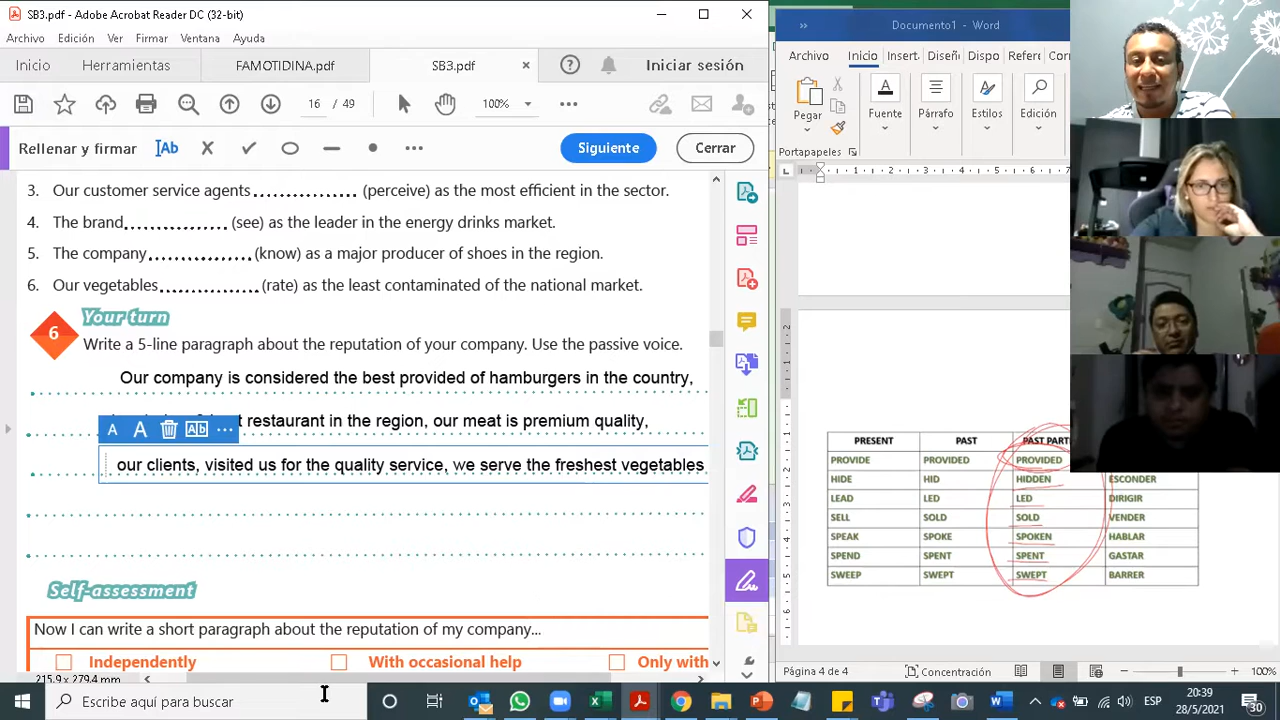 SB3.pdf - Adobe Acrobat Reader DC (32-bit)
Archivo Edición Ver Firmar Ventana Ayuda
Inicio Herramientas FAMOTIDINA.pdf SB3.pdf × Iniciar sesión
16 / 49 100%
Rellenar y firmar Ab Siguiente Cerrar
3. Our customer service agents .................. (perceive) as the most efficient in the sector.
4. The brand.................. (see) as the leader in the energy drinks market.
5. The company.................. (know) as a major producer of shoes in the region.
6. Our vegetables.................. (rate) as the least contaminated of the national market.
6 Your turn
Write a 5-line paragraph about the reputation of your company. Use the passive voice.
Our company is considered the best provided of hamburgers in the country,
restaurant in the region, our meat is premium quality,
A A Ab ...
our clients, visited us for the quality service, we serve the freshest vegetables
Self-assessment
Now I can write a short paragraph about the reputation of my company...
Independently With occasional help Only with
215.9 x 279.4 mm
Documento1 - Word
Archivo Inicio Insert. Diseñ Dispo Refere
Pegar Fuente Párrafo Estilos Edición
Portapapeles
PRESENT PAST PAST PART
PROVIDE PROVIDED PROVIDED
HIDE HID HIDDEN ESCONDER
LEAD LED LED DIRIGIR
SELL SOLD SOLD VENDER
SPEAK SPOKE SPOKEN HABLAR
SPEND SPENT SPENT GASTAR
SWEEP SWEPT SWEPT BARRER
Página 4 de 4 Concentración 100%
Escribe aquí para buscar
ESP 20:39
28/5/2021 30